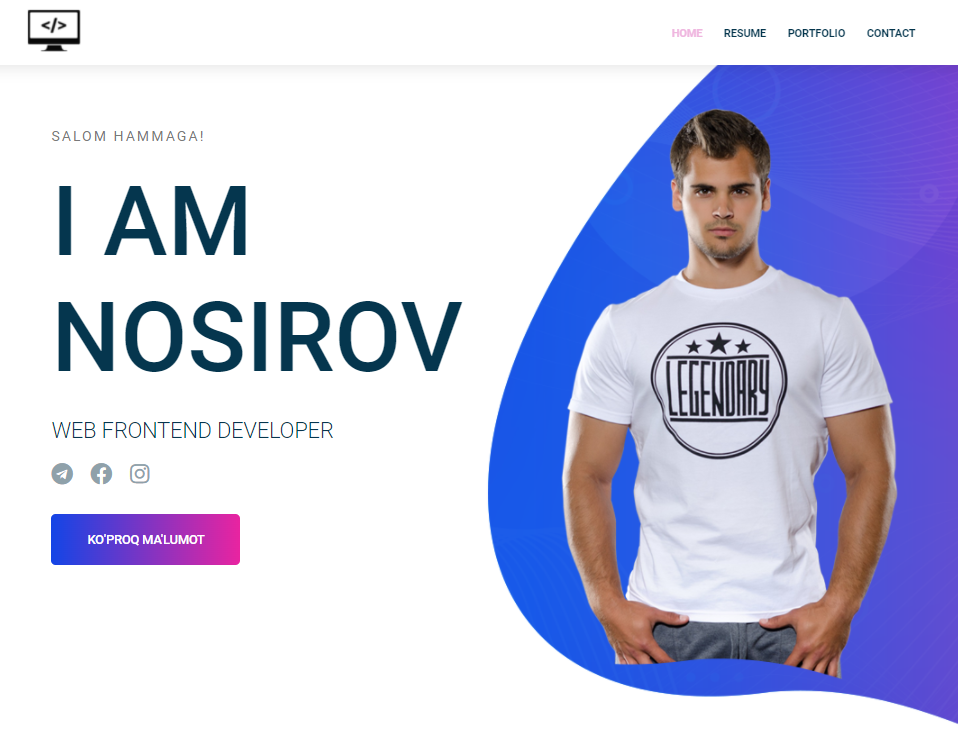 </>
HOME RESUME PORTFOLIO CONTACT
SALOM HAMMAGA!
I AM
NOSIROV
WEB FRONTEND DEVELOPER
KO'PROQ MA'LUMOT
LEGENDARY